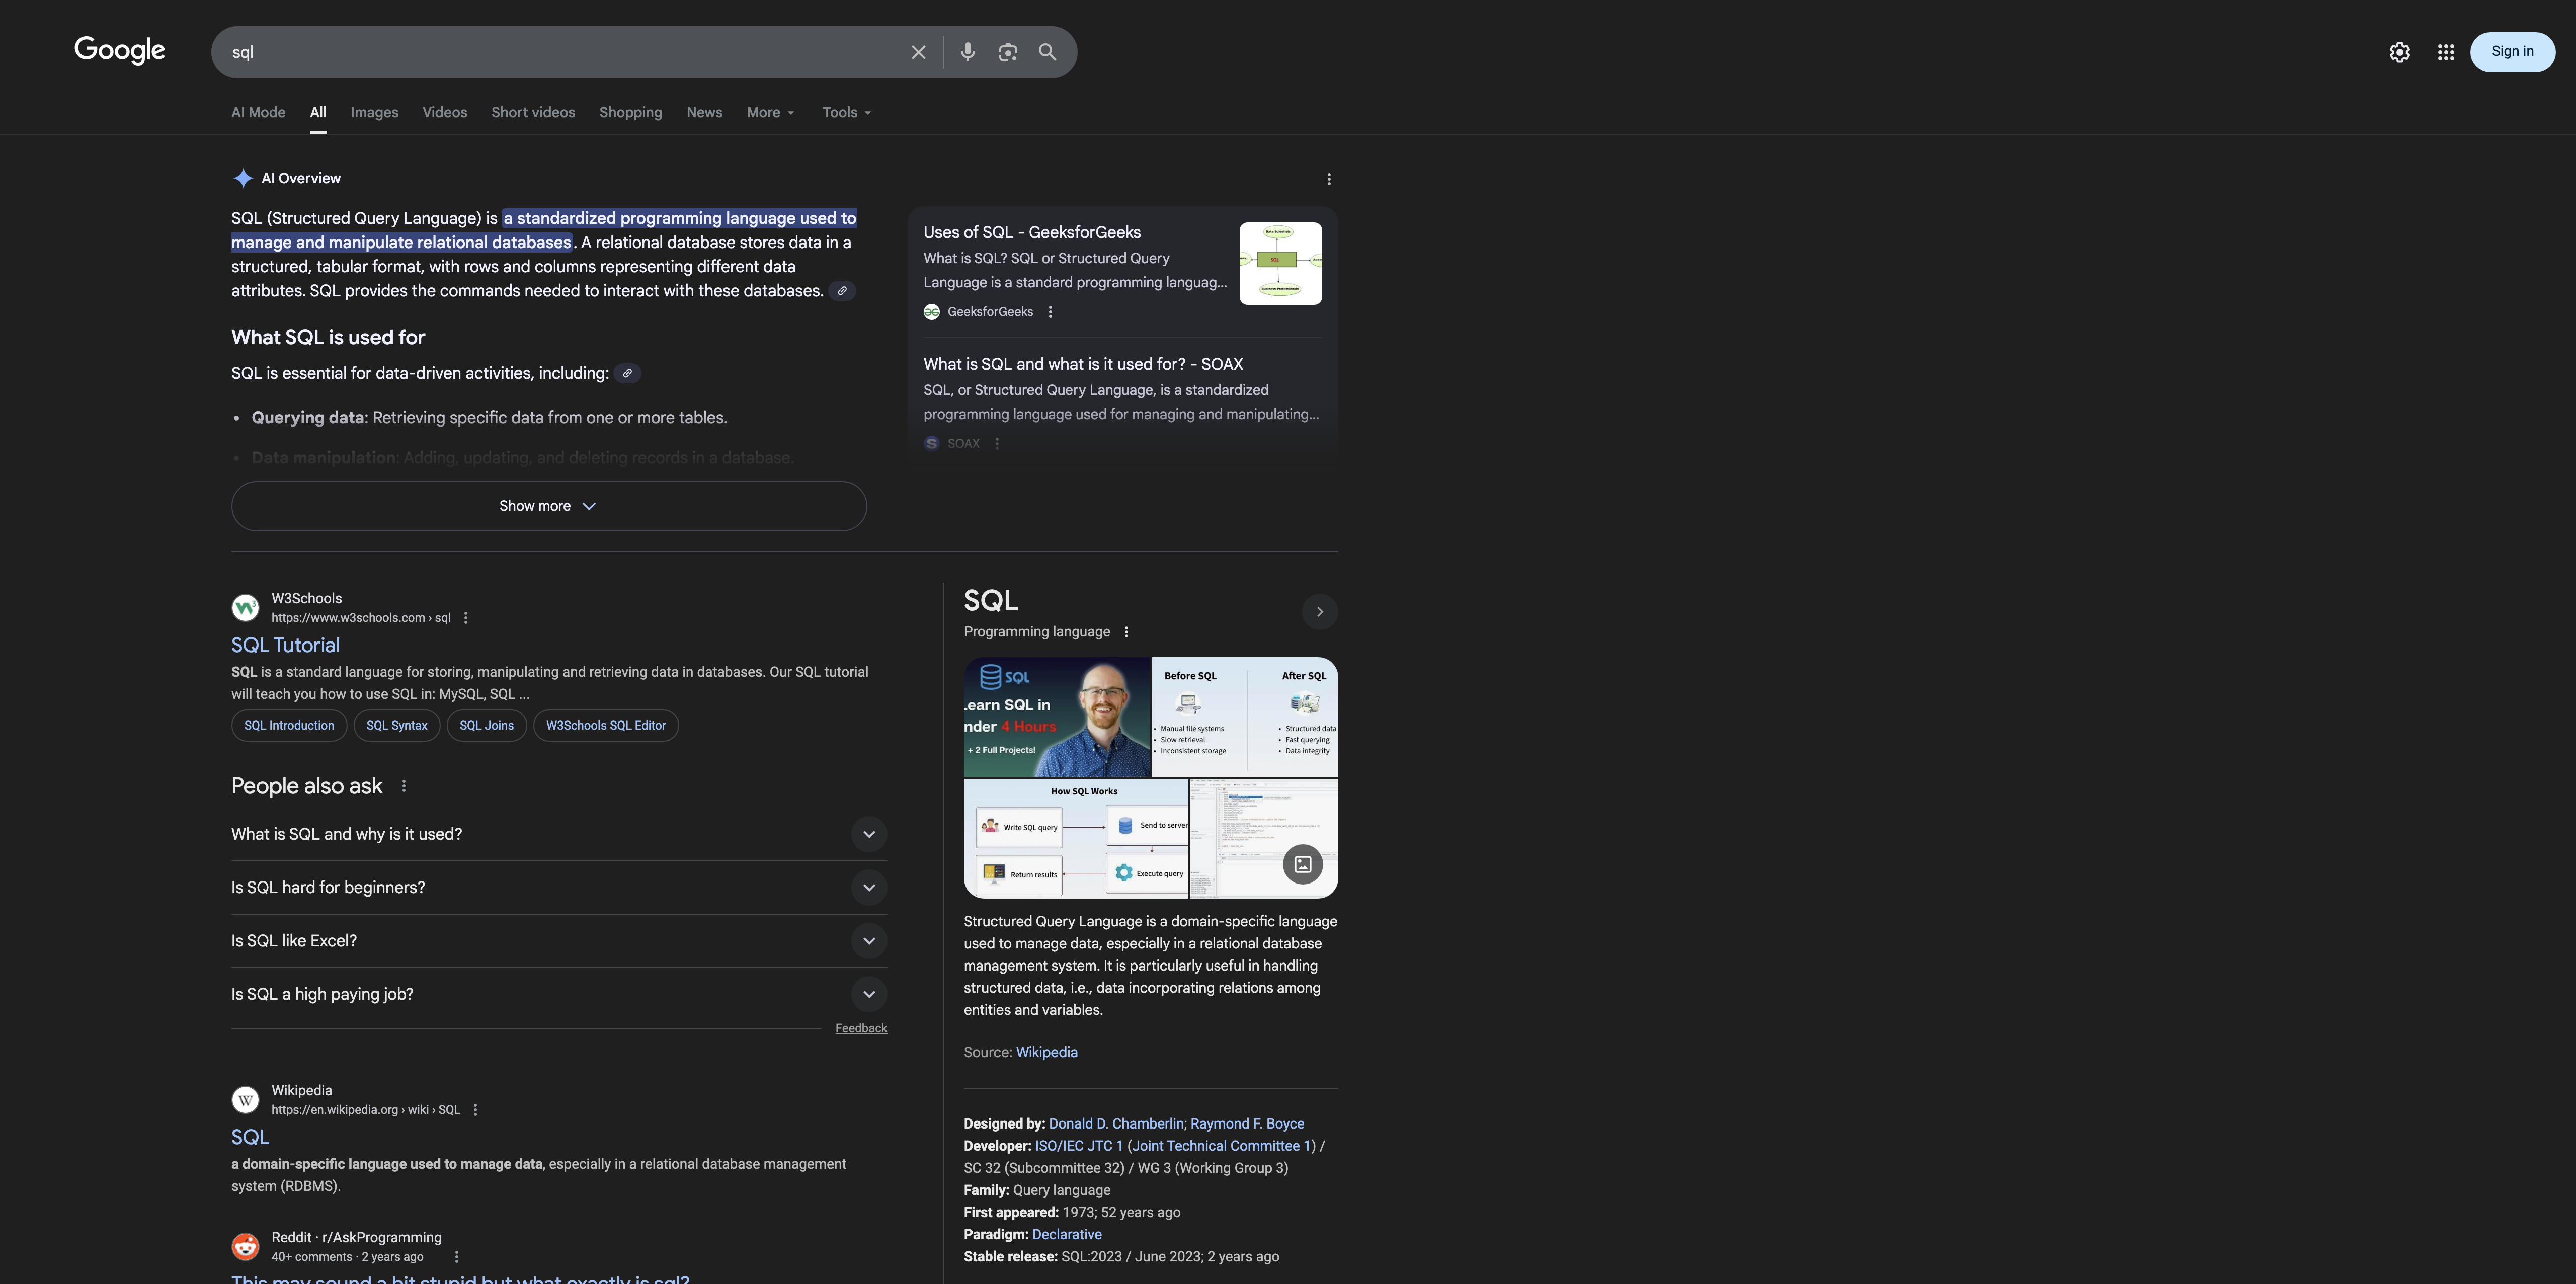 Google
sql
Sign in
AI Mode
All
Images
Videos
Short videos
Shopping
News
More
Tools
AI Overview
SQL (Structured Query Language) is a standardized programming language used to
manage and manipulate relational databases. A relational database stores data in a
structured, tabular format, with rows and columns representing different data
attributes. SQL provides the commands needed to interact with these databases.
What SQL is used for
SQL is essential for data-driven activities, including:
• Querying data: Retrieving specific data from one or more tables.
• Data manipulation: Adding, updating, and deleting records in a database.
Show more
Uses of SQL - GeeksforGeeks
What is SQL? SQL or Structured Query
Language is a standard programming languag...
GeeksforGeeks
Data Scientists
SQL
Business Professionals
What is SQL and what is it used for? - SOAX
SQL, or Structured Query Language, is a standardized
programming language used for managing and manipulating...
SOAX
W3Schools
https://www.w3schools.com › sql
SQL Tutorial
SQL is a standard language for storing, manipulating and retrieving data in databases. Our SQL tutorial
will teach you how to use SQL in: MySQL, SQL ...
SQL Introduction
SQL Syntax
SQL Joins
W3Schools SQL Editor
People also ask
What is SQL and why is it used?
Is SQL hard for beginners?
Is SQL like Excel?
Is SQL a high paying job?
Feedback
Wikipedia
https://en.wikipedia.org › wiki › SQL
SQL
a domain-specific language used to manage data, especially in a relational database management
system (RDBMS).
Reddit · r/AskProgramming
40+ comments · 2 years ago
This may sound a bit stupid but what exactly is sql?
SQL
Programming language
SQL
earn SQL in
nder 4 Hours
+ 2 Full Projects!
Before SQL
• Manual file systems
• Slow retrieval
• Inconsistent storage
After SQL
• Structured data
• Fast querying
• Data integrity
How SQL Works
Write SQL query
Send to server
Return results
Execute query
Structured Query Language is a domain-specific language
used to manage data, especially in a relational database
management system. It is particularly useful in handling
structured data, i.e., data incorporating relations among
entities and variables.
Source: Wikipedia
Designed by: Donald D. Chamberlin; Raymond F. Boyce
Developer: ISO/IEC JTC 1 (Joint Technical Committee 1) /
SC 32 (Subcommittee 32) / WG 3 (Working Group 3)
Family: Query language
First appeared: 1973; 52 years ago
Paradigm: Declarative
Stable release: SQL:2023 / June 2023; 2 years ago